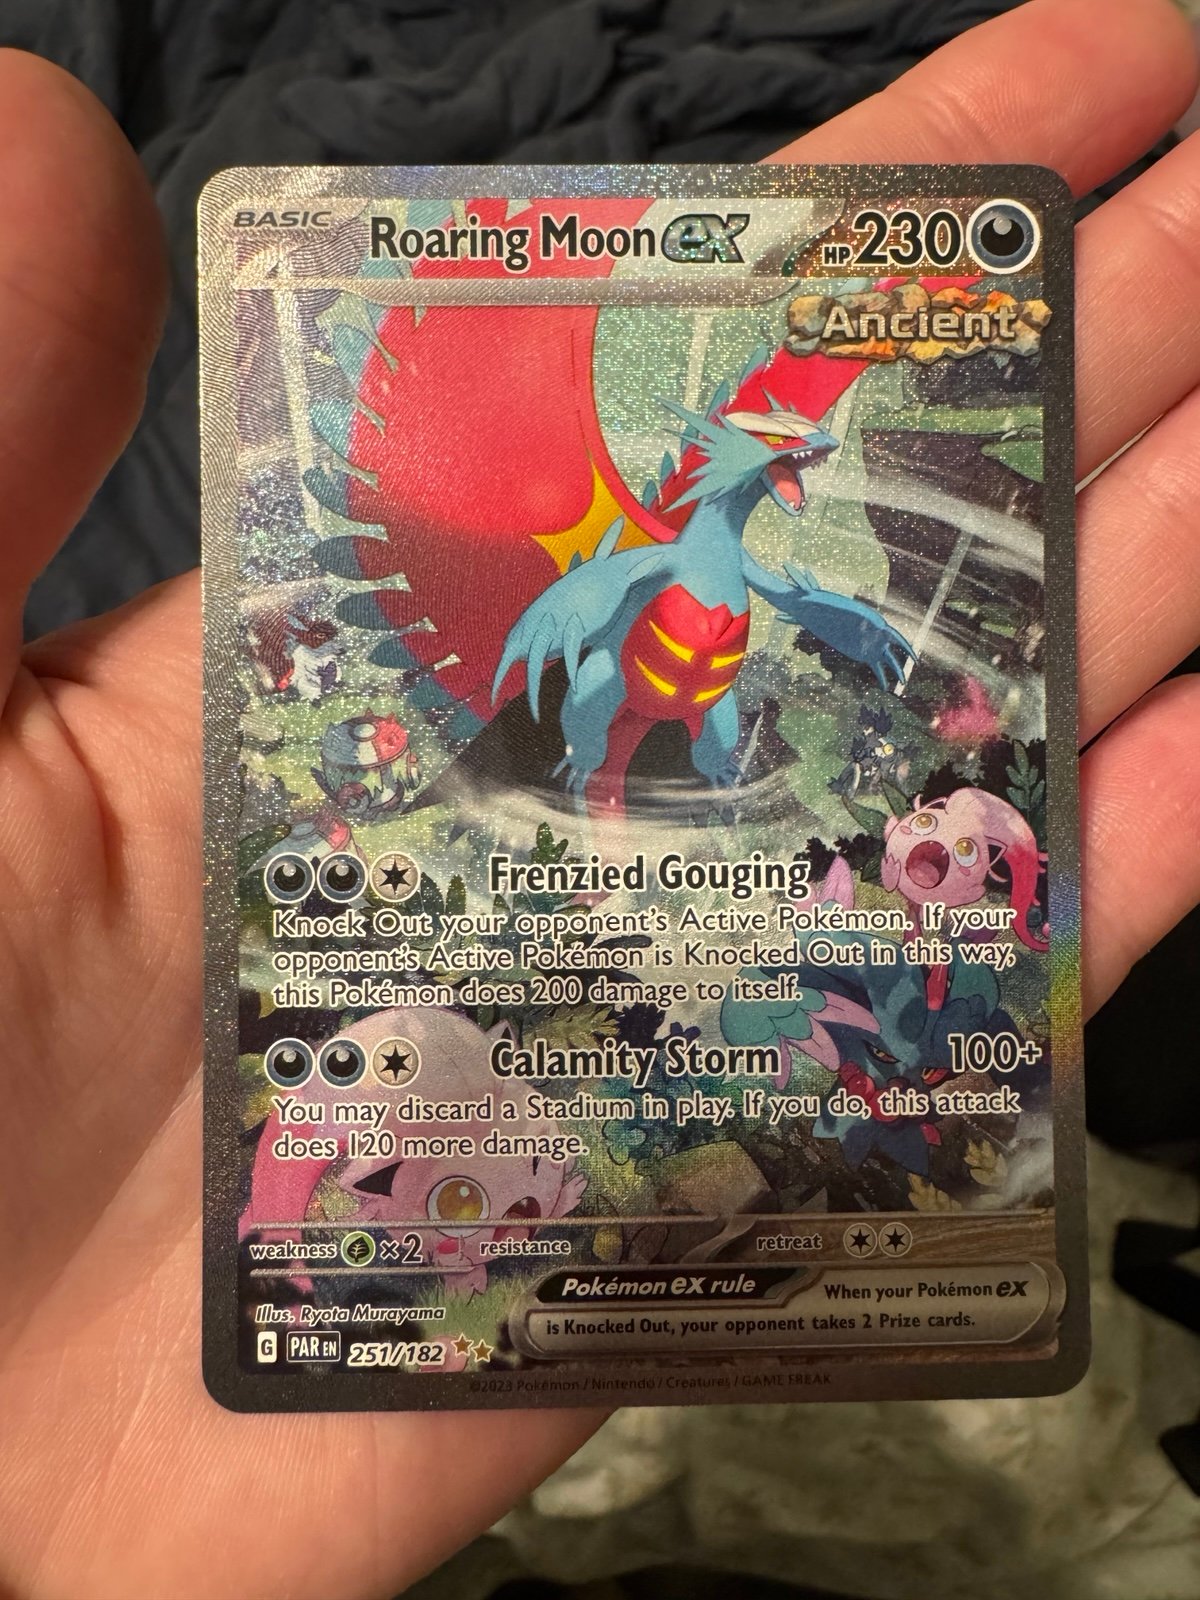 BASIC Roaring Moon ex HP 230
Ancient
Frenzied Gouging
Knock Out your opponent's Active Pokémon. If your
opponent's Active Pokémon is Knocked Out in this way,
this Pokémon does 200 damage to itself.
Calamity Storm 100+
You may discard a Stadium in play. If you do, this attack
does 120 more damage.
weakness ×2 resistance retreat
Pokémon ex rule When your Pokémon ex
is Knocked Out, your opponent takes 2 Prize cards.
Illus. Ryota Murayama
G PAR EN 251/182
©2023 Pokémon / Nintendo / Creatures / GAME FREAK